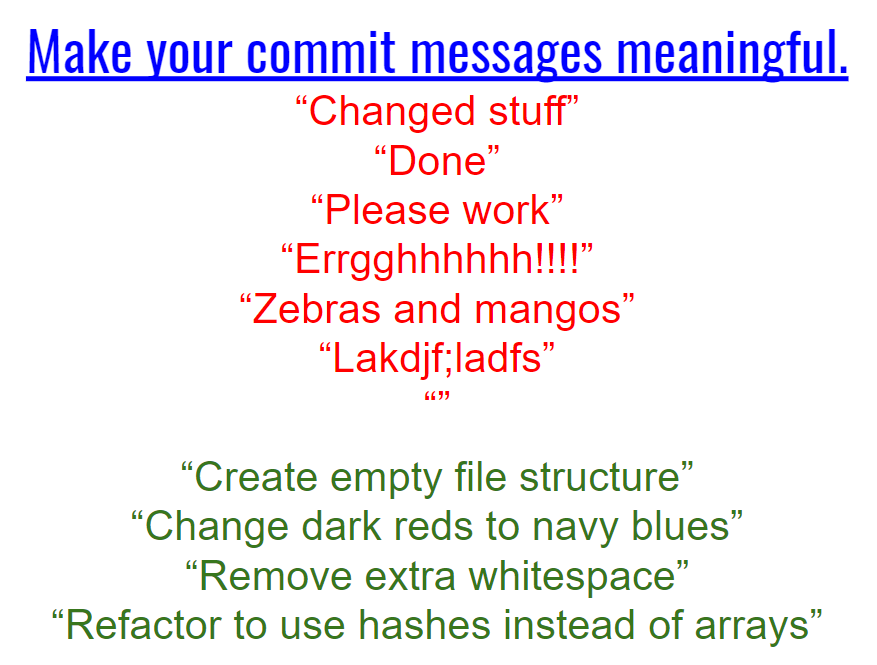 Make your commit messages meaningful.
“Changed stuff”
“Done”
“Please work”
“Errgghhhhhh!!!!”
“Zebras and mangos”
“Lakdjf;ladfs”
“”
“Create empty file structure”
“Change dark reds to navy blues”
“Remove extra whitespace”
“Refactor to use hashes instead of arrays”